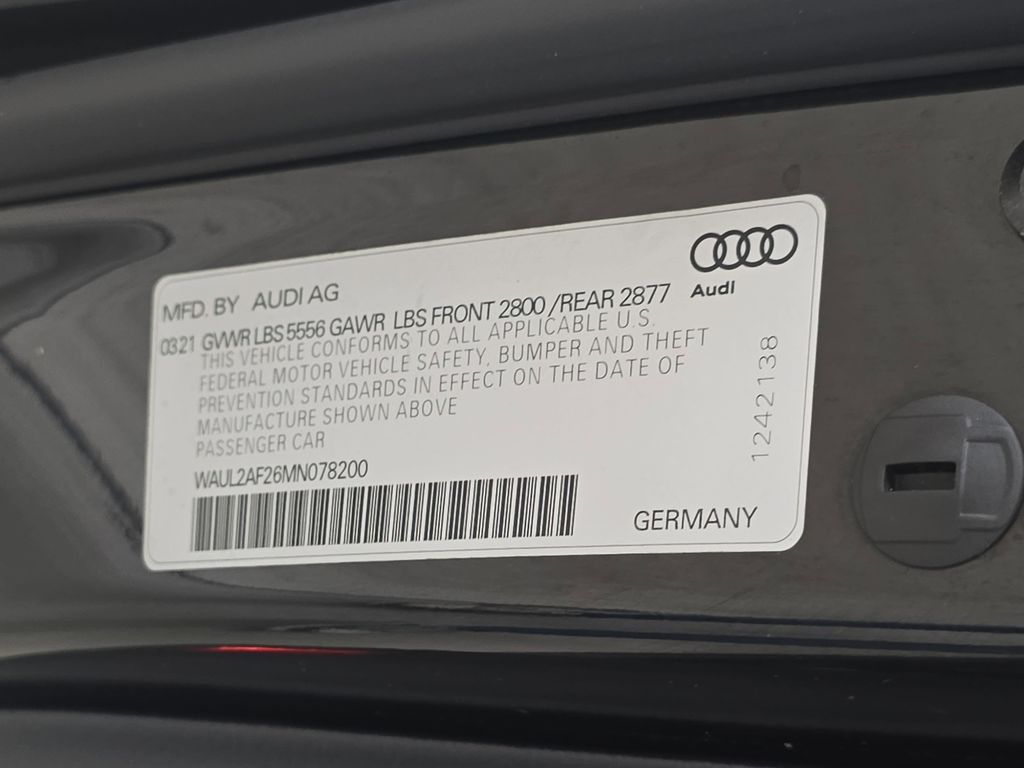 MFD. BY AUDI AG
Audi
0321 GVWR LBS 5556 GAWR LBS FRONT 2800 /REAR 2877
THIS VEHICLE CONFORMS TO ALL APPLICABLE U.S.
FEDERAL MOTOR VEHICLE SAFETY, BUMPER AND THEFT
PREVENTION STANDARDS IN EFFECT ON THE DATE OF
MANUFACTURE SHOWN ABOVE
PASSENGER CAR
WAUL2AF26MN078200
GERMANY
1242138